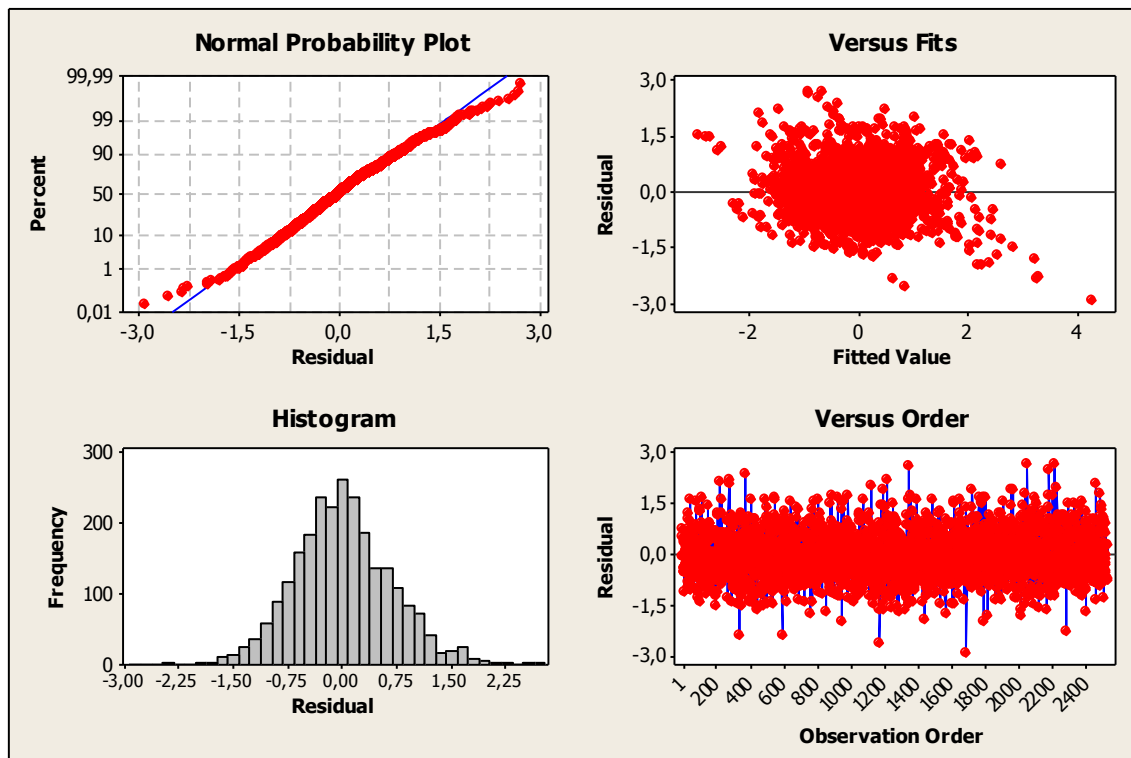 Normal Probability Plot
99,99
99
90
50
10
1
0,01
Percent
-3,0 -1,5 0,0 1,5 3,0
Residual
Versus Fits
3,0
1,5
0,0
-1,5
-3,0
Residual
-2 0 2 4
Fitted Value
Histogram
300
200
100
0
Frequency
-3,00 -2,25 -1,50 -0,75 0,00 0,75 1,50 2,25
Residual
Versus Order
3,0
1,5
0,0
-1,5
-3,0
Residual
1 200 400 600 800 1000 1200 1400 1600 1800 2000 2200 2400
Observation Order